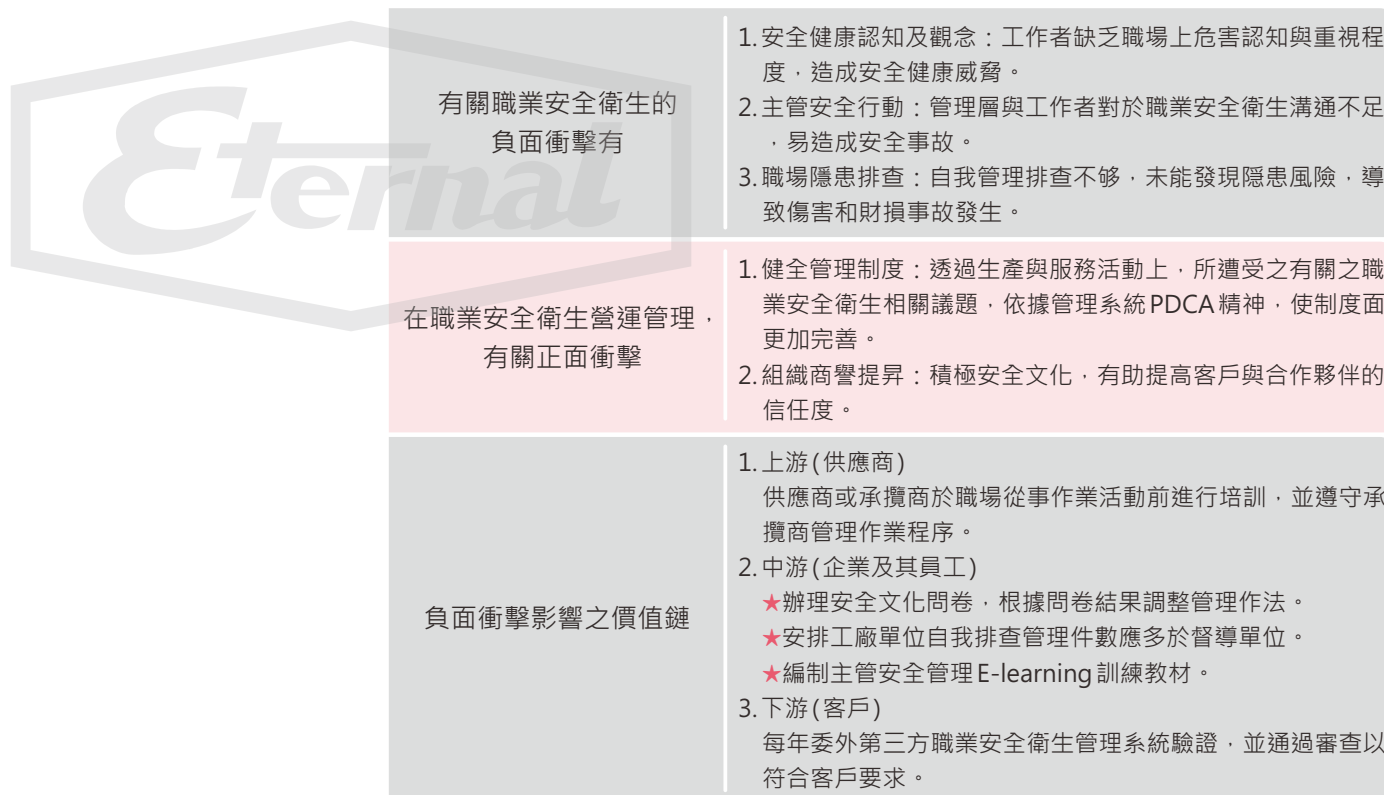 Eternal
有關職業安全衛生的
負面衝擊有
1.安全健康認知及觀念：工作者缺乏職場上危害認知與重視程
度，造成安全健康威脅。
2.主管安全行動：管理層與工作者對於職業安全衛生溝通不足
，易造成安全事故。
3.職場隱患排查：自我管理排查不够，未能發現隠患風險，導
致傷害和財損事故發生。
在職業安全衛生營運管理，
有關正面衝擊
1.健全管理制度：透過生產與服務活動上，所遭受之有關之職
業安全衛生相關議題，依據管理系統PDCA精神，使制度面
更加完善。
2.組織商譽提昇：積極安全文化，有助提高客戶與合作夥伴的
信任度。
負面衝擊影響之價值鏈
1.上游(供應商)
供應商或承攬商於職場從事作業活動前進行培訓，並遵守承
攬商管理作業程序。
2.中游(企業及其員工)
★辦理安全文化問卷，根據問卷結果調整管理作法。
★安排工廠單位自我排查管理件數應多於督導單位。
★編制主管安全管理E-learning訓練教材。
3.下游(客戶)
每年委外第三方職業安全衛生管理系統驗證，並通過審查以
符合客戶要求。